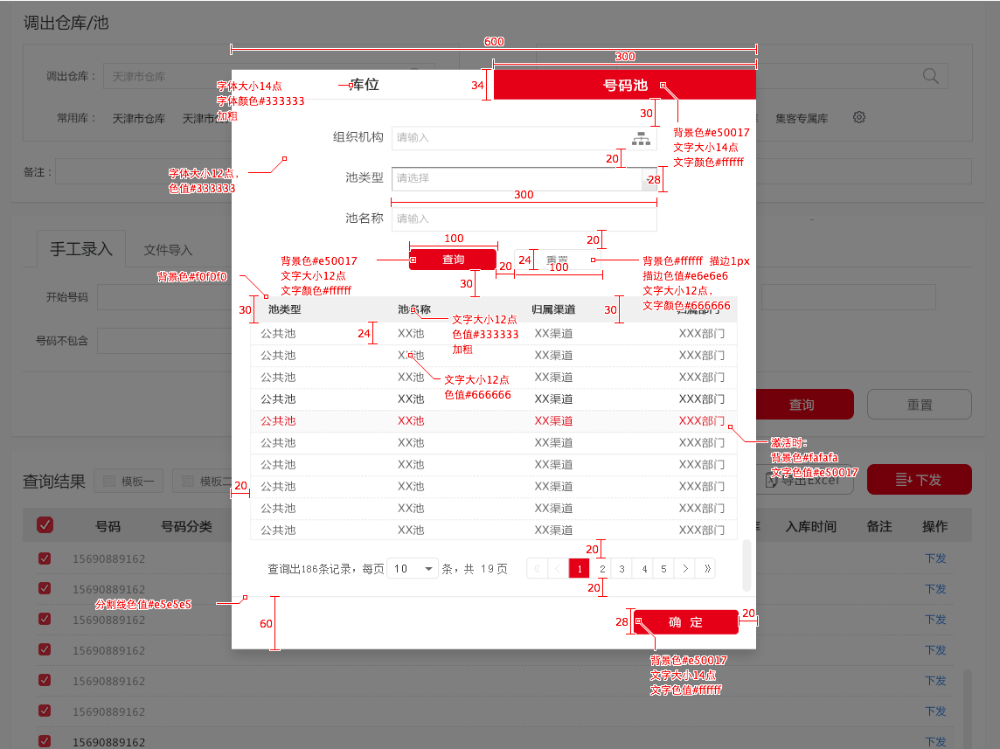 调出仓库/池
600
300
调出仓库：
天津市仓库
字体大小14点
字体颜色#333333
加粗
库位
34
号码池
常用库：
天津市仓库
集客专属库
30
背景色#e50017
文字大小14点
文字颜色#ffffff
组织机构
请输入
20
备注：
字体大小12点，
色值#333333
池类型
请选择
28
300
池名称
请输入
手工录入
文件导入
100
20
背景色#e50017
文字大小12点
文字颜色#ffffff
查询
20
24
重置
100
背景色#ffffff 描边1px
描边色值#e6e6e6
文字大小12点，
文字颜色#666666
背景色#f0f0f0
30
开始号码
30
池类型
池名称
归属渠道
30
归属部门
文字大小12点
色值#333333
加粗
24
公共池 XX池 XX渠道 XXX部门
号码不包含
公共池 XX池 XX渠道 XXX部门
文字大小12点
色值#666666
公共池 XX池 XX渠道 XXX部门
公共池 XX池 XX渠道 XXX部门
查询
重置
公共池 XX池 XX渠道 XXX部门
激活时：
背景色#fafafa
文字色值#e50017
公共池 XX池 XX渠道 XXX部门
公共池 XX池 XX渠道 XXX部门
查询结果
模板一
模板二
导出Excel
下发
20
公共池 XX池 XX渠道 XXX部门
公共池 XX池 XX渠道 XXX部门
公共池 XX池 XX渠道 XXX部门
号码
号码分类
入库时间
备注
操作
15690889162
下发
20
查询出186条记录，每页 10 条，共 19 页
« < 1 2 3 4 5 > »
20
15690889162
下发
分割线色值#e5e5e5
15690889162
下发
60
28
确 定
20
15690889162
下发
背景色#e50017
文字大小14点
文字色值#ffffff
15690889162
下发
15690889162
下发
15690889162
下发